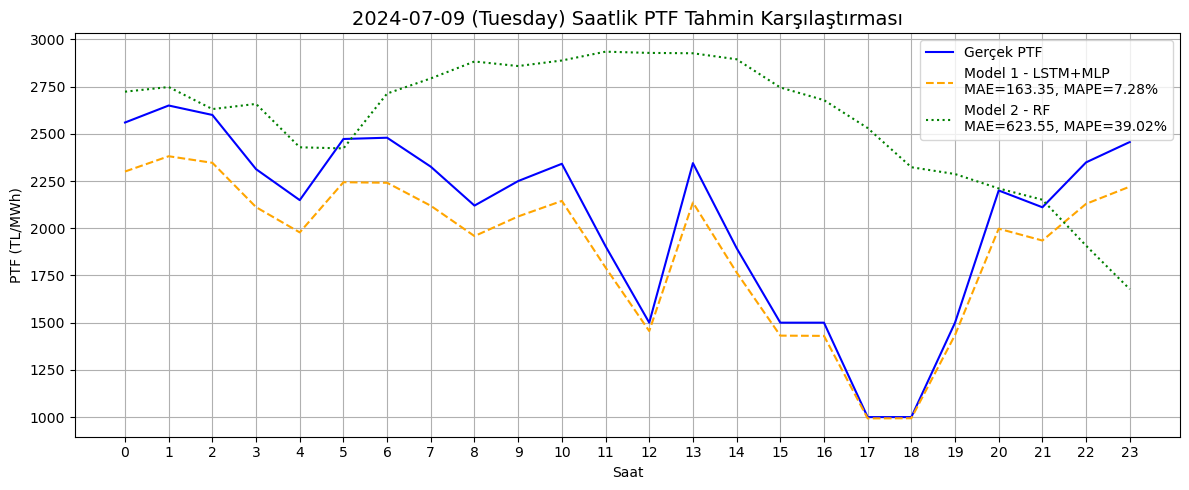 2024-07-09 (Tuesday) Saatlik PTF Tahmin Karşılaştırması
PTF (TL/MWh)
3000
2750
2500
2250
2000
1750
1500
1250
1000
Gerçek PTF
Model 1 - LSTM+MLP
MAE=163.35, MAPE=7.28%
Model 2 - RF
MAE=623.55, MAPE=39.02%
0 1 2 3 4 5 6 7 8 9 10 11 12 13 14 15 16 17 18 19 20 21 22 23
Saat